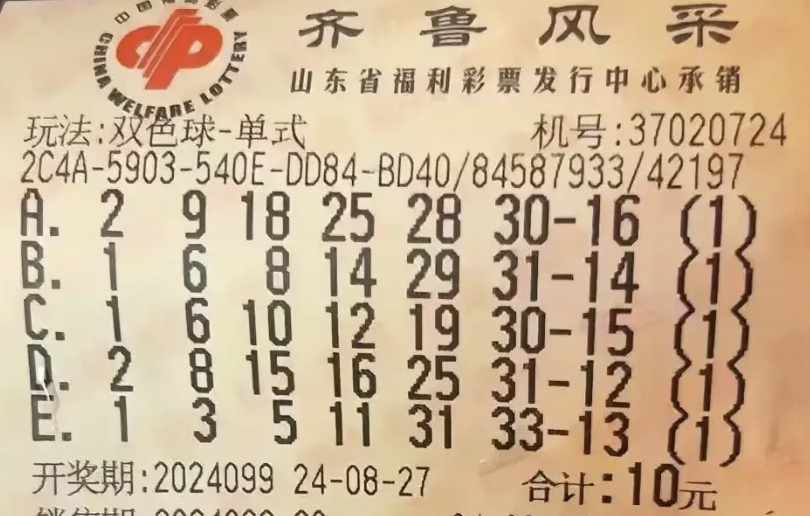 中国福利彩票
CHINA WELFARE LOTTERY
齐鲁风采
山东省福利彩票发行中心承销
玩法:双色球-单式 机号:37020724
2C4A-5903-540E-DD84-BD40/84587933/42197
A. 2 9 18 25 28 30-16 (1)
B. 1 6 8 14 29 31-14 (1)
C. 1 6 10 12 19 30-15 (1)
D. 2 8 15 16 25 31-12 (1)
E. 1 3 5 11 31 33-13 (1)
开奖期:2024099 24-08-27 合计:10元